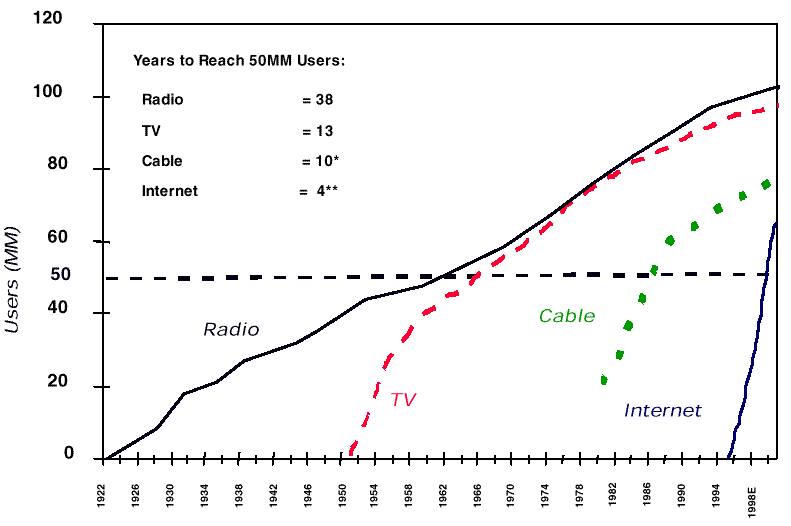 120
100
80
60
50
40
20
0
Users (MM)
Years to Reach 50MM Users:
Radio = 38
TV = 13
Cable = 10*
Internet = 4**
Radio
TV
Cable
Internet
1922 1926 1930 1934 1938 1942 1946 1950 1954 1958 1962 1966 1970 1974 1978 1982 1986 1990 1994 1998E